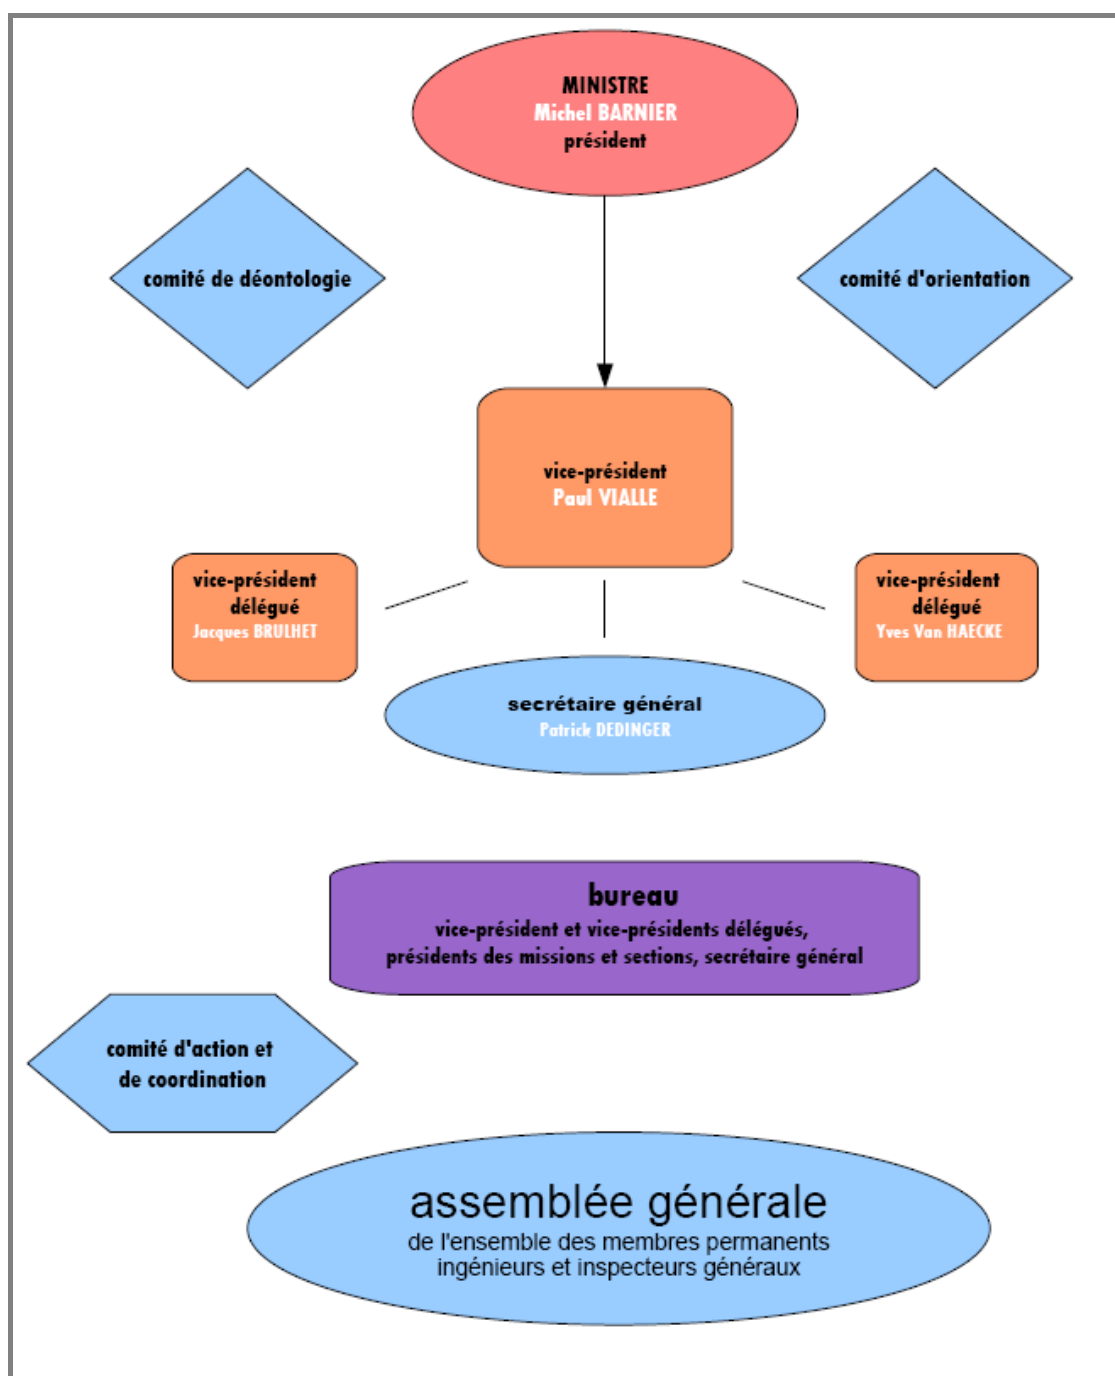 MINISTRE
Michel BARNIER
président
comité de déontologie
comité d'orientation
vice-président
Paul VIALLE
vice-président
délégué
Jacques BRULHET
vice-président
délégué
Yves Van HAECKE
secrétaire général
Patrick DEDINGER
bureau
vice-président et vice-présidents délégués,
présidents des missions et sections, secrétaire général
comité d'action et
de coordination
assemblée générale
de l'ensemble des membres permanents
ingénieurs et inspecteurs généraux